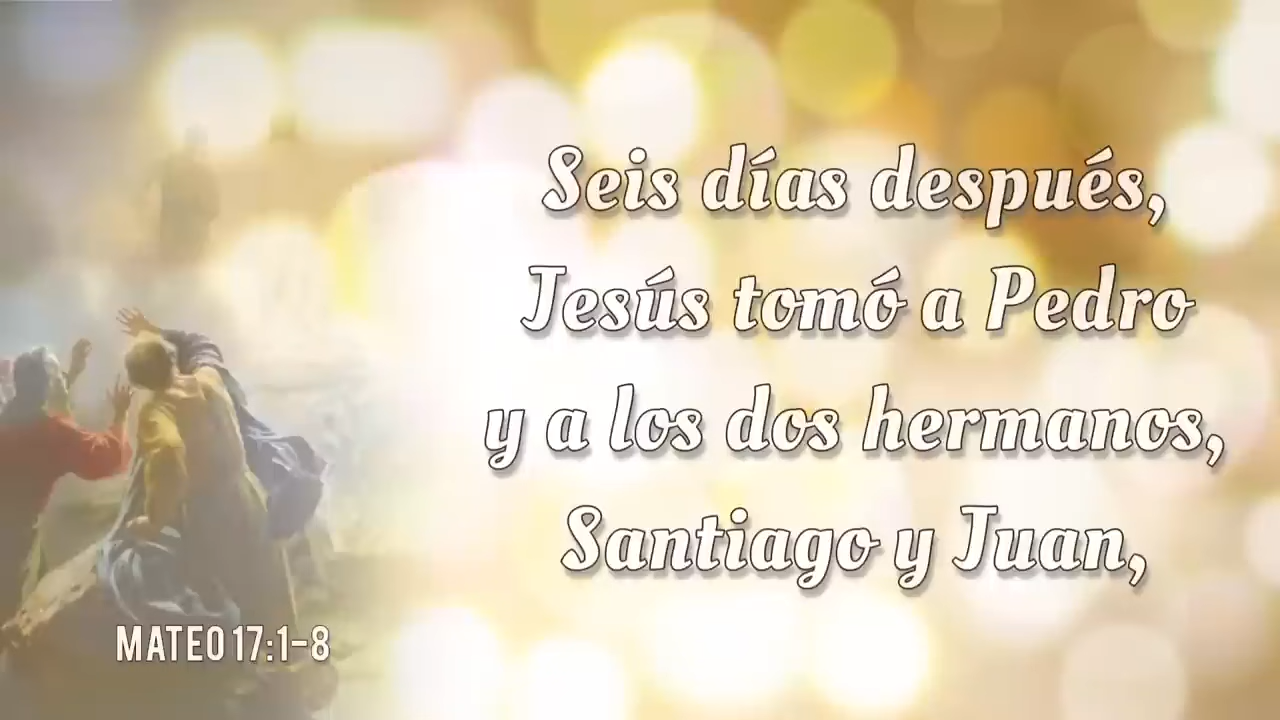 Seis días después,
Jesús tomó a Pedro
y a los dos hermanos,
Santiago y Juan,
MATEO 17:1-8